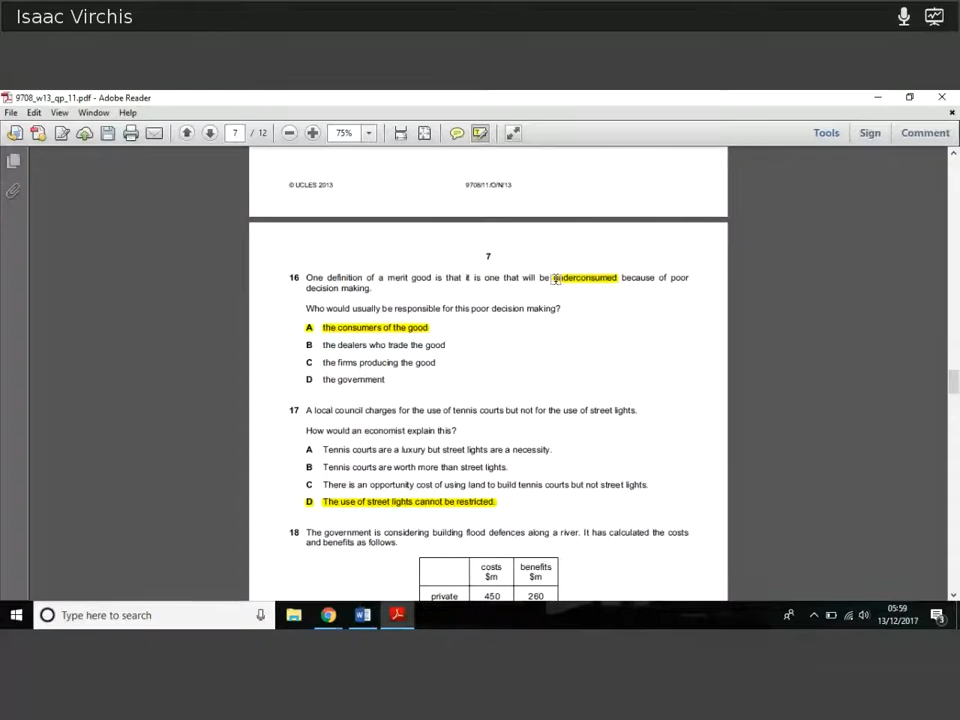 Isaac Virchis
9708_w13_qp_11.pdf - Adobe Reader
File Edit View Window Help
7 / 12 75% Tools Sign Comment
© UCLES 2013 9708/11/O/N/13
7
16 One definition of a merit good is that it is one that will be underconsumed because of poor
decision making.
Who would usually be responsible for this poor decision making?
A the consumers of the good
B the dealers who trade the good
C the firms producing the good
D the government
17 A local council charges for the use of tennis courts but not for the use of street lights.
How would an economist explain this?
A Tennis courts are a luxury but street lights are a necessity.
B Tennis courts are worth more than street lights.
C There is an opportunity cost of using land to build tennis courts but not street lights.
D The use of street lights cannot be restricted.
18 The government is considering building flood defences along a river. It has calculated the costs
and benefits as follows.
costs benefits
$m $m
private 450 260
Type here to search
05:59
13/12/2017
3